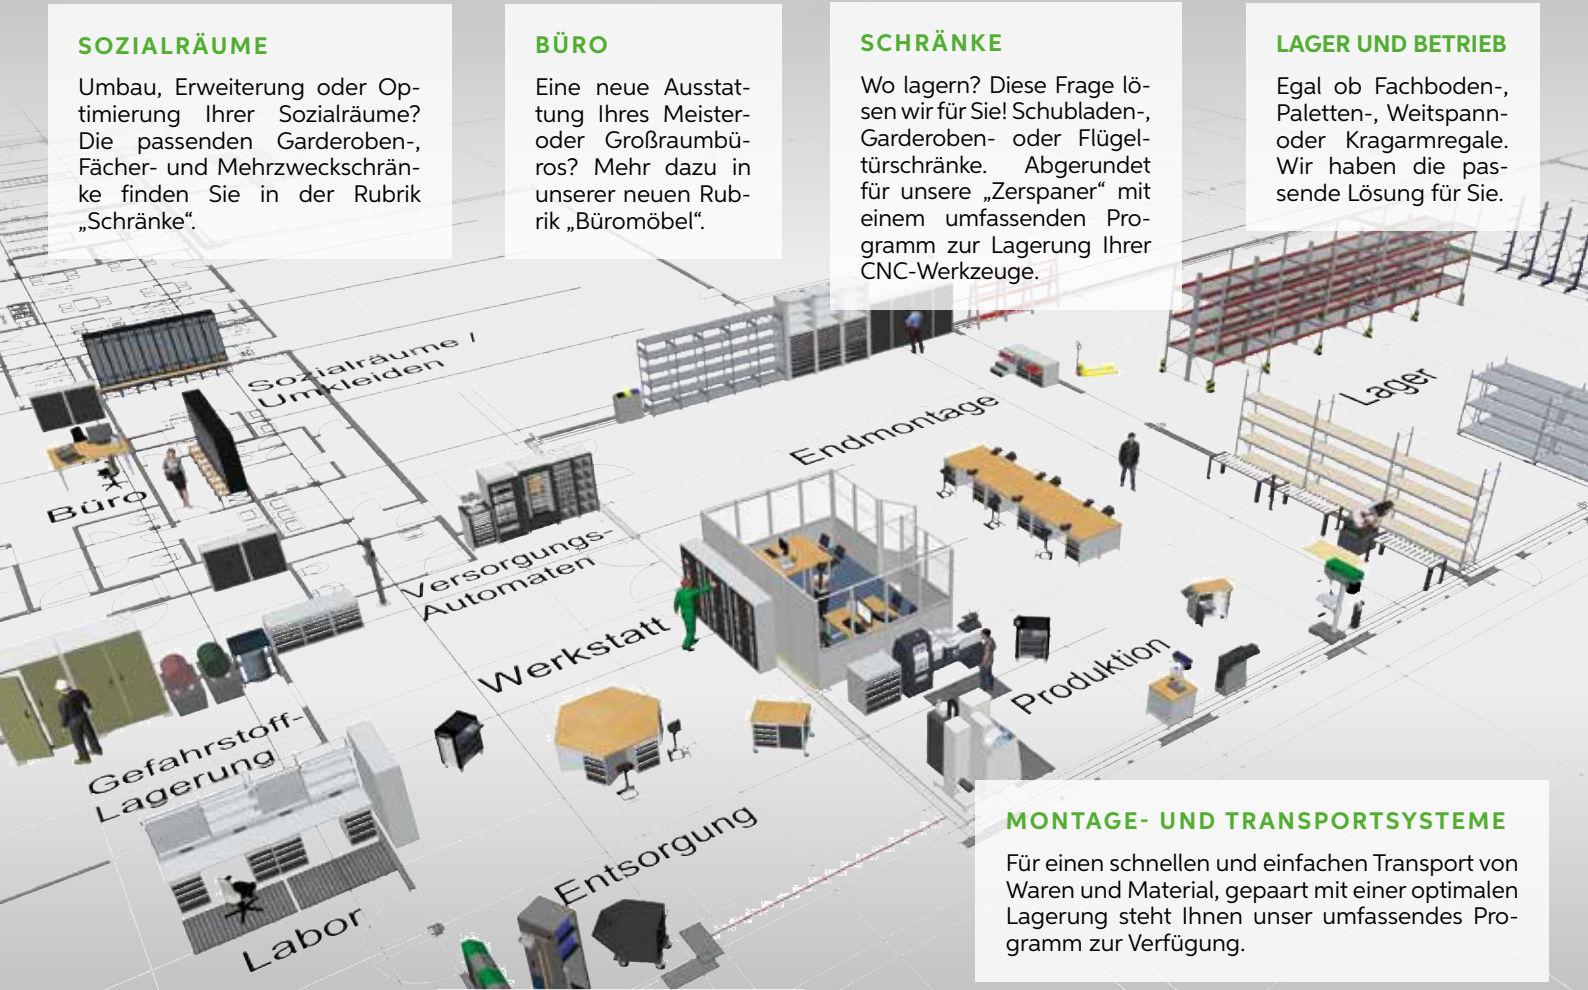 SOZIALRÄUME
Umbau, Erweiterung oder Op-
timierung Ihrer Sozialräume?
Die passenden Garderoben-,
Fächer- und Mehrzweckschrän-
ke finden Sie in der Rubrik
„Schränke“.
BÜRO
Eine neue Ausstat-
tung Ihres Meister-
oder Großraumbü-
ros? Mehr dazu in
unserer neuen Rub-
rik „Büromöbel“.
SCHRÄNKE
Wo lagern? Diese Frage lö-
sen wir für Sie! Schubladen-,
Garderoben- oder Flügel-
türschränke. Abgerundet
für unsere „Zerspaner“ mit
einem umfassenden Pro-
gramm zur Lagerung Ihrer
CNC-Werkzeuge.
LAGER UND BETRIEB
Egal ob Fachboden-,
Paletten-, Weitspann-
oder Kragarmregale.
Wir haben die pas-
sende Lösung für Sie.
Sozialräume /
Umkleiden
Lager
Endmontage
Büro
Versorgungs-
Automaten
Werkstatt
Produktion
Gefahrstoff-
Lagerung
Entsorgung
Labor
MONTAGE- UND TRANSPORTSYSTEME
Für einen schnellen und einfachen Transport von
Waren und Material, gepaart mit einer optimalen
Lagerung steht Ihnen unser umfassendes Pro-
gramm zur Verfügung.